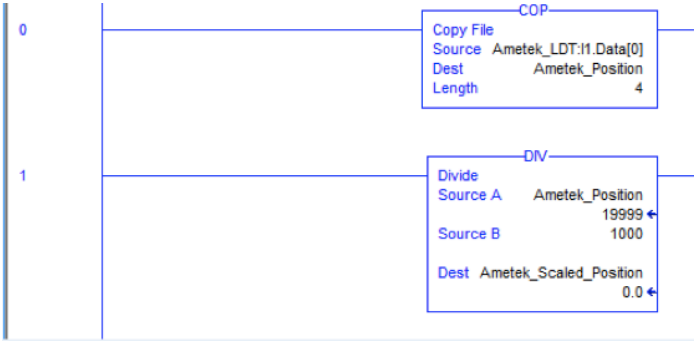 0
COP
Copy File
Source Ametek_LDT:I1.Data[0]
Dest Ametek_Position
Length 4
1
DIV
Divide
Source A Ametek_Position
19999
Source B 1000
Dest Ametek_Scaled_Position
0.0